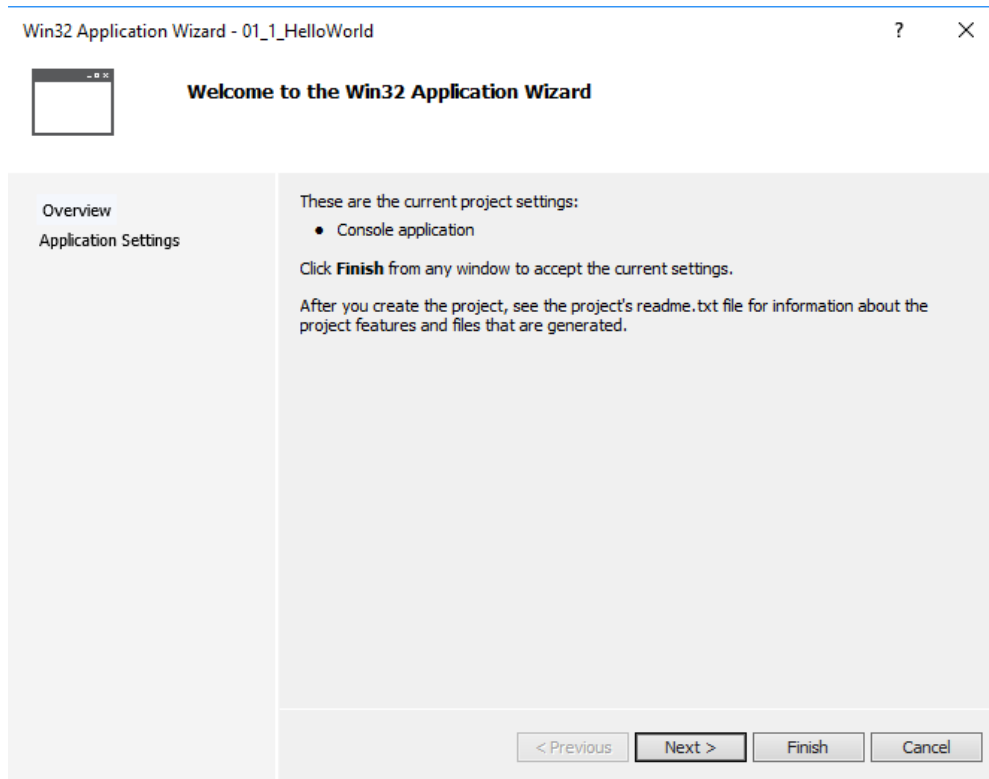 Win32 Application Wizard - 01_1_HelloWorld ?
Welcome to the Win32 Application Wizard
Overview
Application Settings
These are the current project settings:
• Console application
Click Finish from any window to accept the current settings.
After you create the project, see the project's readme.txt file for information about the
project features and files that are generated.
< Previous Next > Finish Cancel